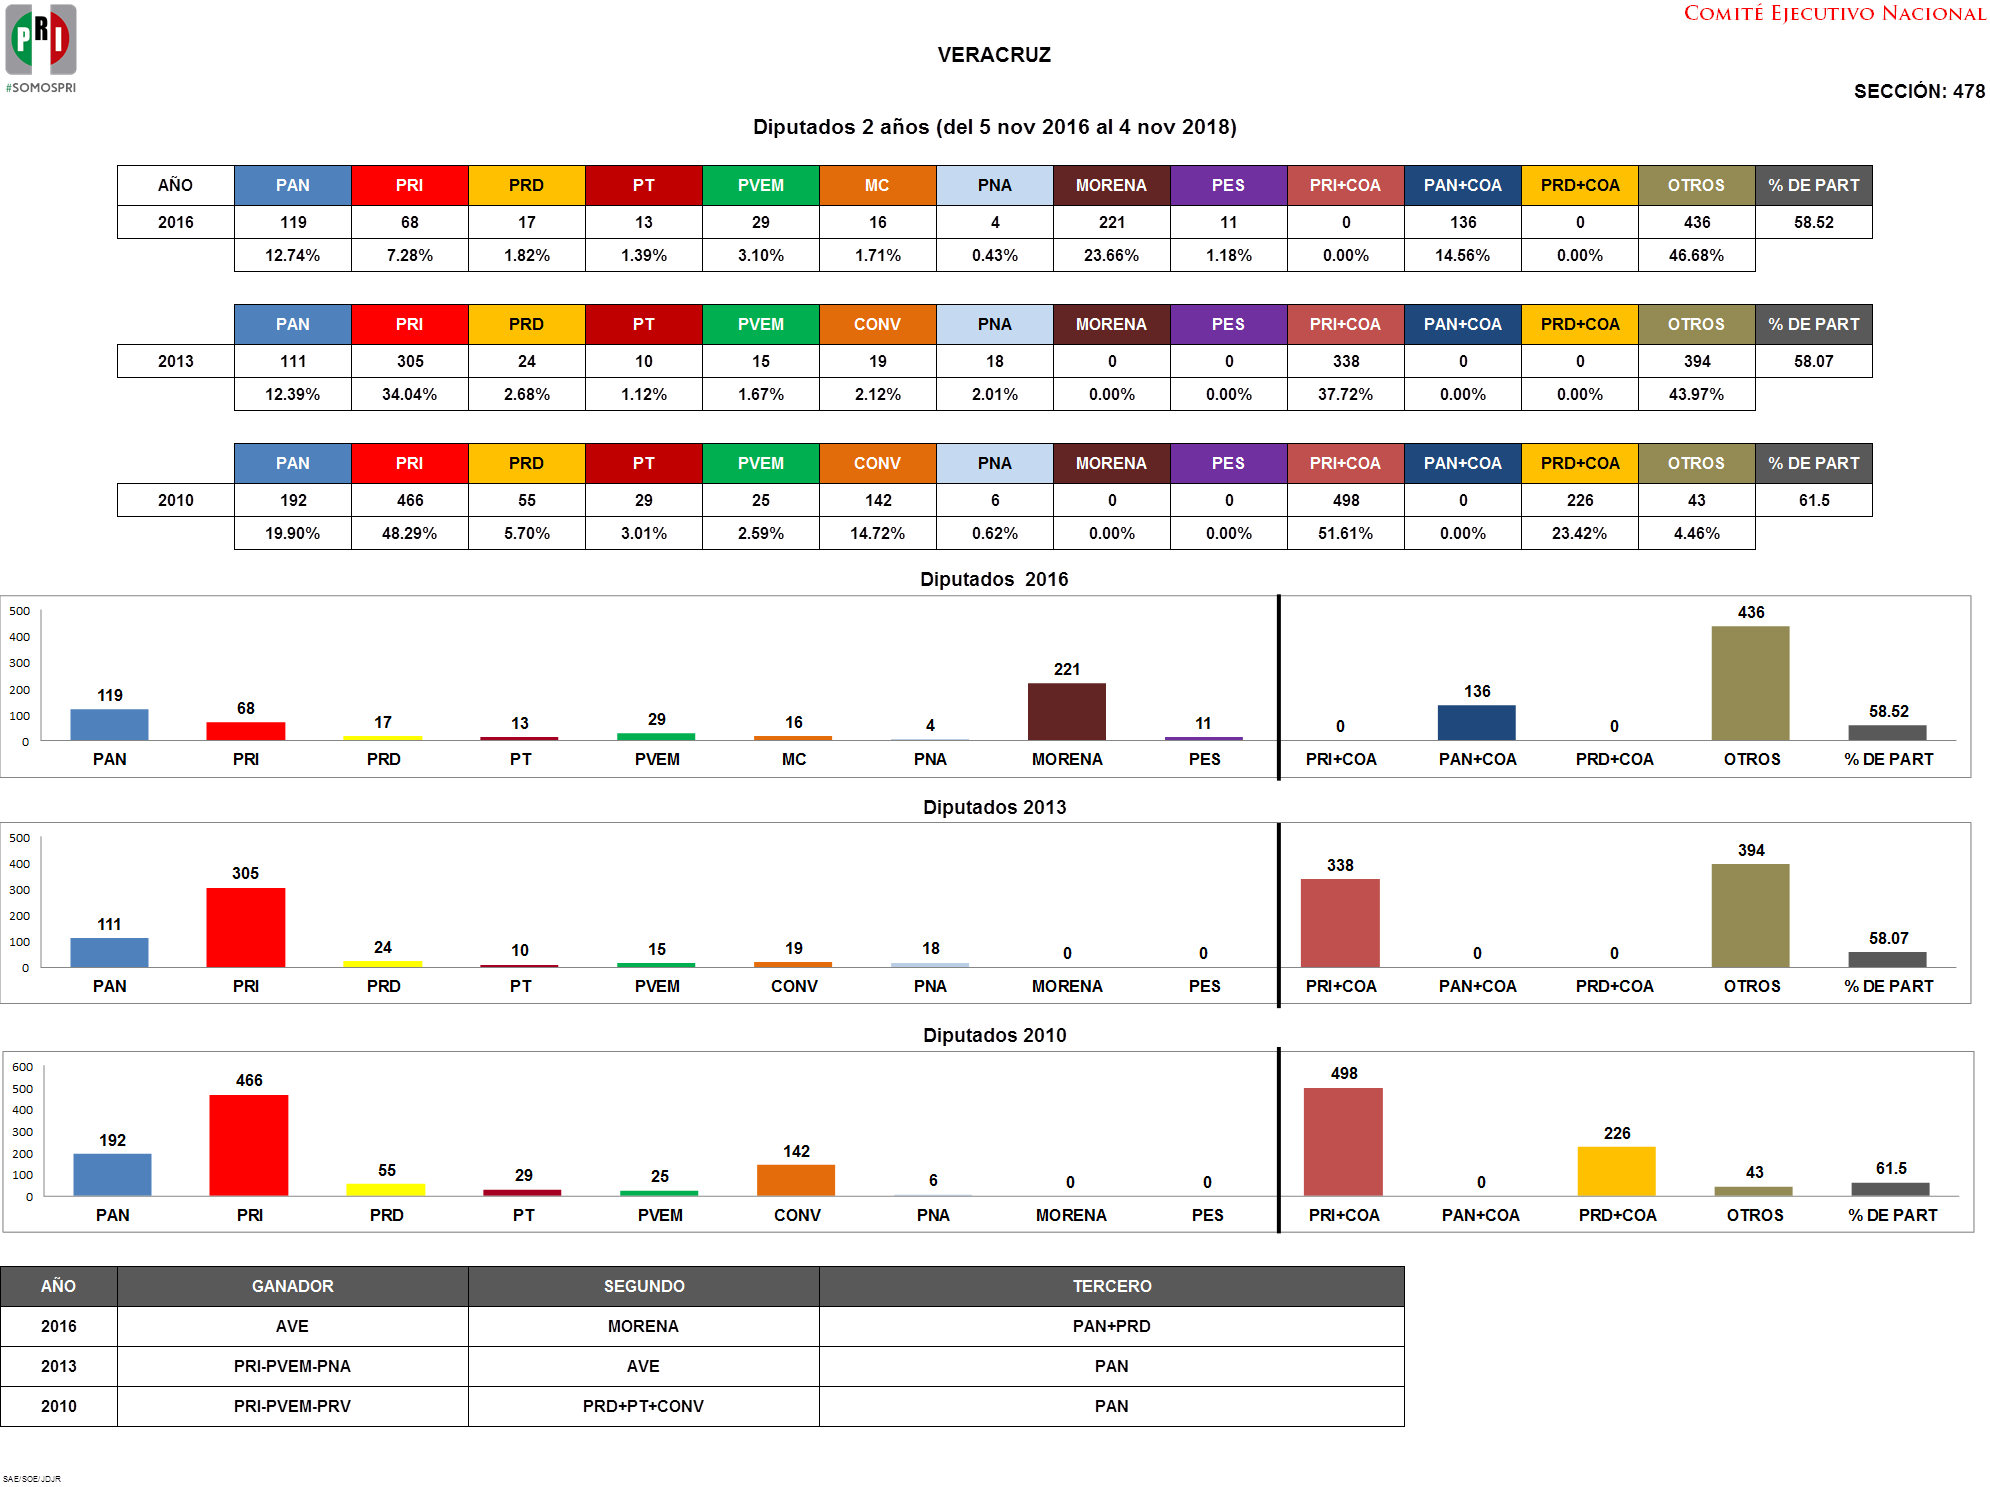 PRI
#SOMOSPRI
COMITÉ EJECUTIVO NACIONAL
VERACRUZ
SECCIÓN: 478
Diputados 2 años (del 5 nov 2016 al 4 nov 2018)
AÑO PAN PRI PRD PT PVEM MC PNA MORENA PES PRI+COA PAN+COA PRD+COA OTROS % DE PART
2016 119 68 17 13 29 16 4 221 11 0 136 0 436 58.52
12.74% 7.28% 1.82% 1.39% 3.10% 1.71% 0.43% 23.66% 1.18% 0.00% 14.56% 0.00% 46.68%
PAN PRI PRD PT PVEM CONV PNA MORENA PES PRI+COA PAN+COA PRD+COA OTROS % DE PART
2013 111 305 24 10 15 19 18 0 0 338 0 0 394 58.07
12.39% 34.04% 2.68% 1.12% 1.67% 2.12% 2.01% 0.00% 0.00% 37.72% 0.00% 0.00% 43.97%
PAN PRI PRD PT PVEM CONV PNA MORENA PES PRI+COA PAN+COA PRD+COA OTROS % DE PART
2010 192 466 55 29 25 142 6 0 0 498 0 226 43 61.5
19.90% 48.29% 5.70% 3.01% 2.59% 14.72% 0.62% 0.00% 0.00% 51.61% 0.00% 23.42% 4.46%
Diputados 2016
500
400
300
200
100
0
119 68 17 13 29 16 4 221 11 0 136 0 436 58.52
PAN PRI PRD PT PVEM MC PNA MORENA PES PRI+COA PAN+COA PRD+COA OTROS % DE PART
Diputados 2013
500
400
300
200
100
0
111 305 24 10 15 19 18 0 0 338 0 0 394 58.07
PAN PRI PRD PT PVEM CONV PNA MORENA PES PRI+COA PAN+COA PRD+COA OTROS % DE PART
Diputados 2010
600
500
400
300
200
100
0
192 466 55 29 25 142 6 0 0 498 0 226 43 61.5
PAN PRI PRD PT PVEM CONV PNA MORENA PES PRI+COA PAN+COA PRD+COA OTROS % DE PART
AÑO GANADOR SEGUNDO TERCERO
2016 AVE MORENA PAN+PRD
2013 PRI-PVEM-PNA AVE PAN
2010 PRI-PVEM-PRV PRD+PT+CONV PAN
SAE/SOE/JDJR